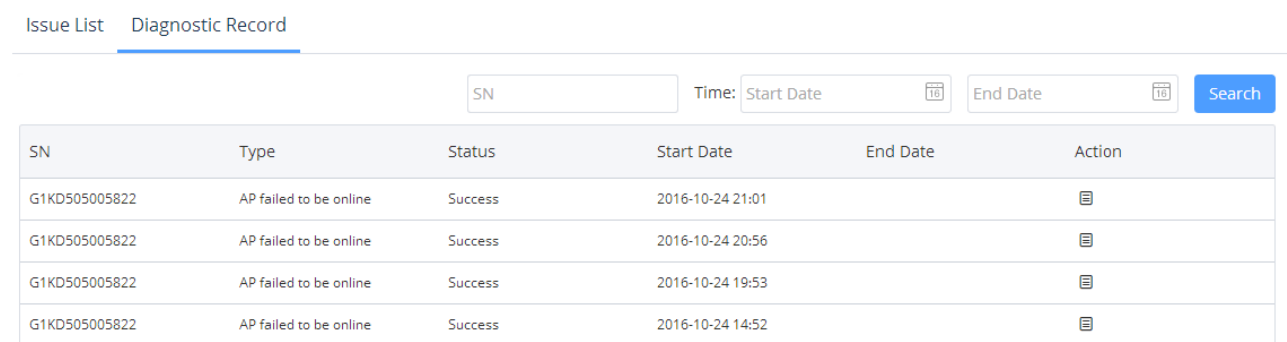 Issue List Diagnostic Record
SN Time: Start Date 16 End Date 16 Search
SN Type Status Start Date End Date Action
G1KD505005822 AP failed to be online Success 2016-10-24 21:01
G1KD505005822 AP failed to be online Success 2016-10-24 20:56
G1KD505005822 AP failed to be online Success 2016-10-24 19:53
G1KD505005822 AP failed to be online Success 2016-10-24 14:52